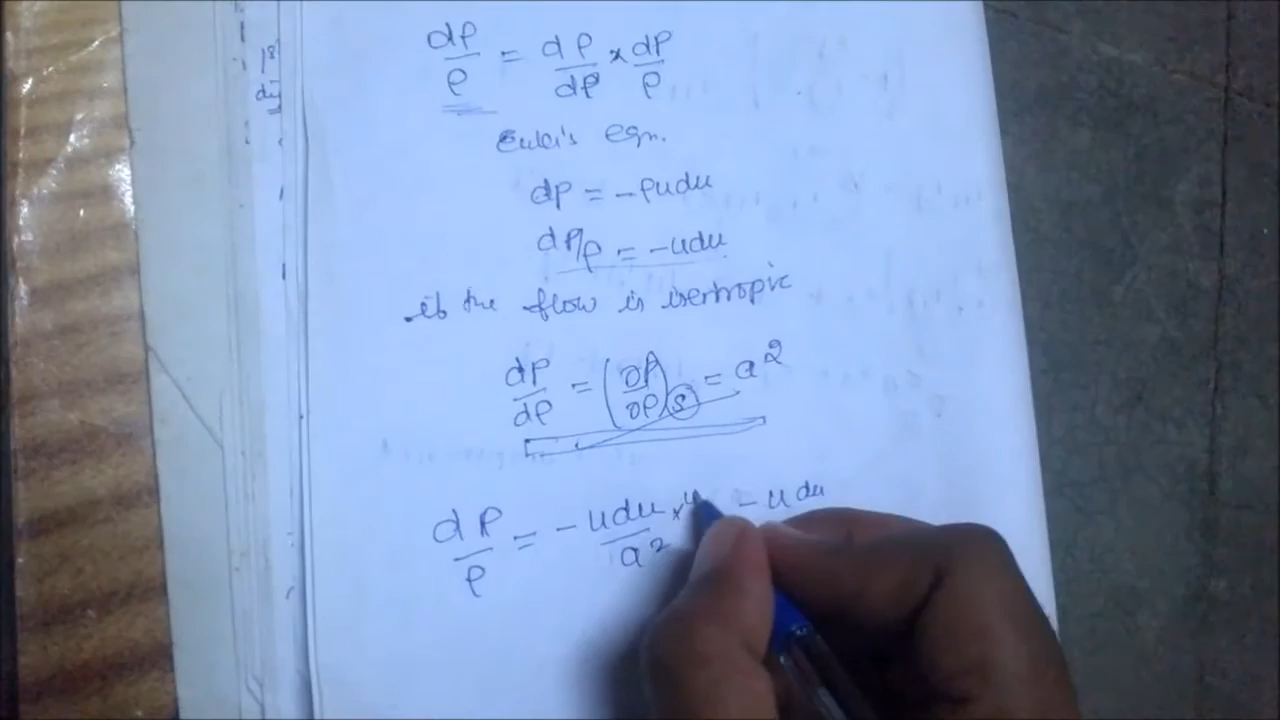 dρ/ρ = dρ/dP × dP/ρ
Euler's eqn.
dp = -ρudu
dP/ρ = -udu
if the flow is isentropic
dP/dρ = (∂P/∂ρ)s = a²
dρ/ρ = -udu/a² × u -udu